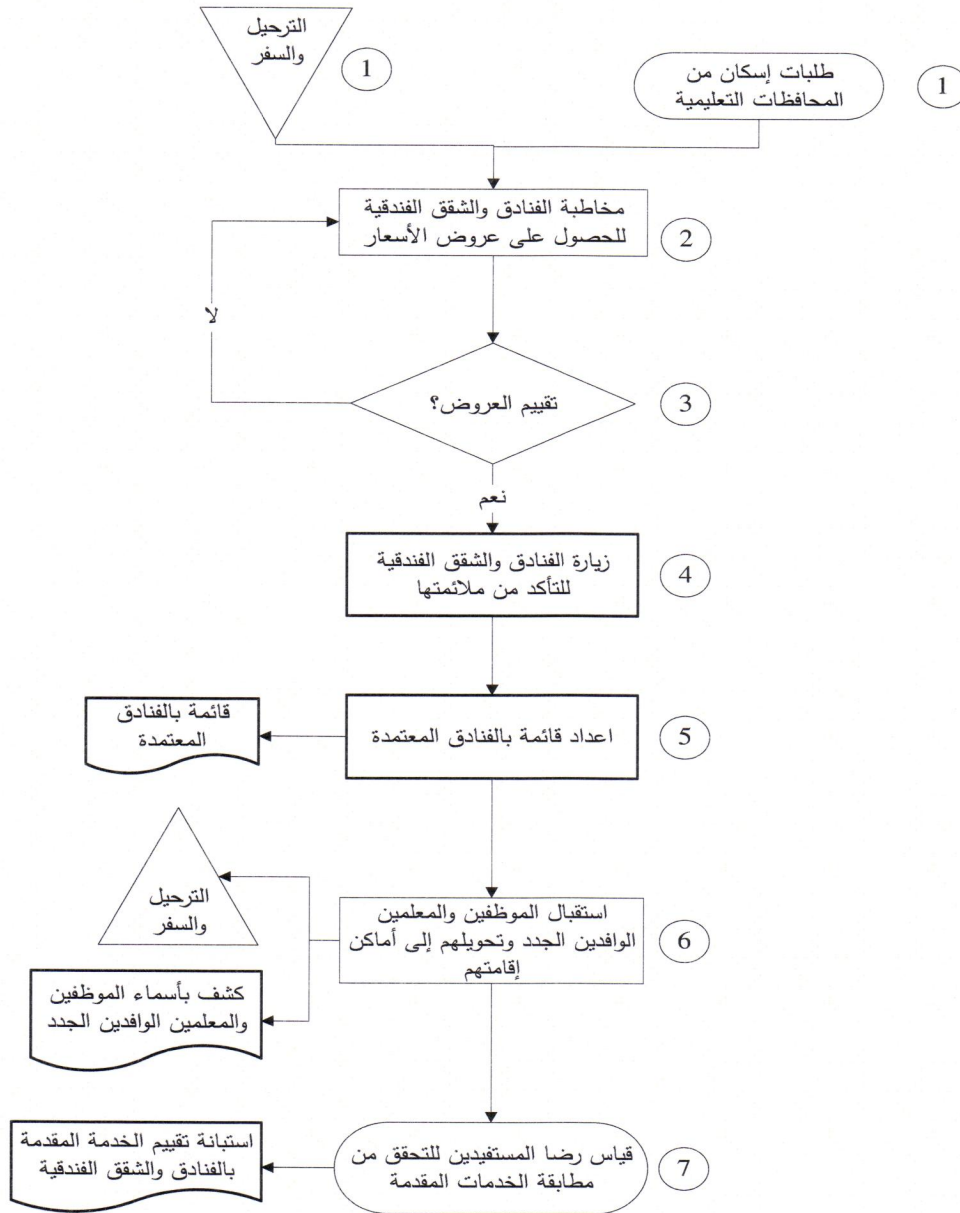 الترحيل
والسفر
1
طلبات إسكان من
المحافظات التعليمية
1
مخاطبة الفنادق والشقق الفندقية
للحصول على عروض الأسعار
2
لا
تقييم العروض؟
3
نعم
زيارة الفنادق والشقق الفندقية
للتأكد من ملائمتها
4
اعداد قائمة بالفنادق المعتمدة
5
قائمة بالفنادق
المعتمدة
استقبال الموظفين والمعلمين
الوافدين الجدد وتحويلهم إلى أماكن
إقامتهم
6
الترحيل
والسفر
كشف بأسماء الموظفين
والمعلمين الوافدين الجدد
قياس رضا المستفيدين للتحقق من
مطابقة الخدمات المقدمة
7
استبانة تقييم الخدمة المقدمة
بالفنادق والشقق الفندقية